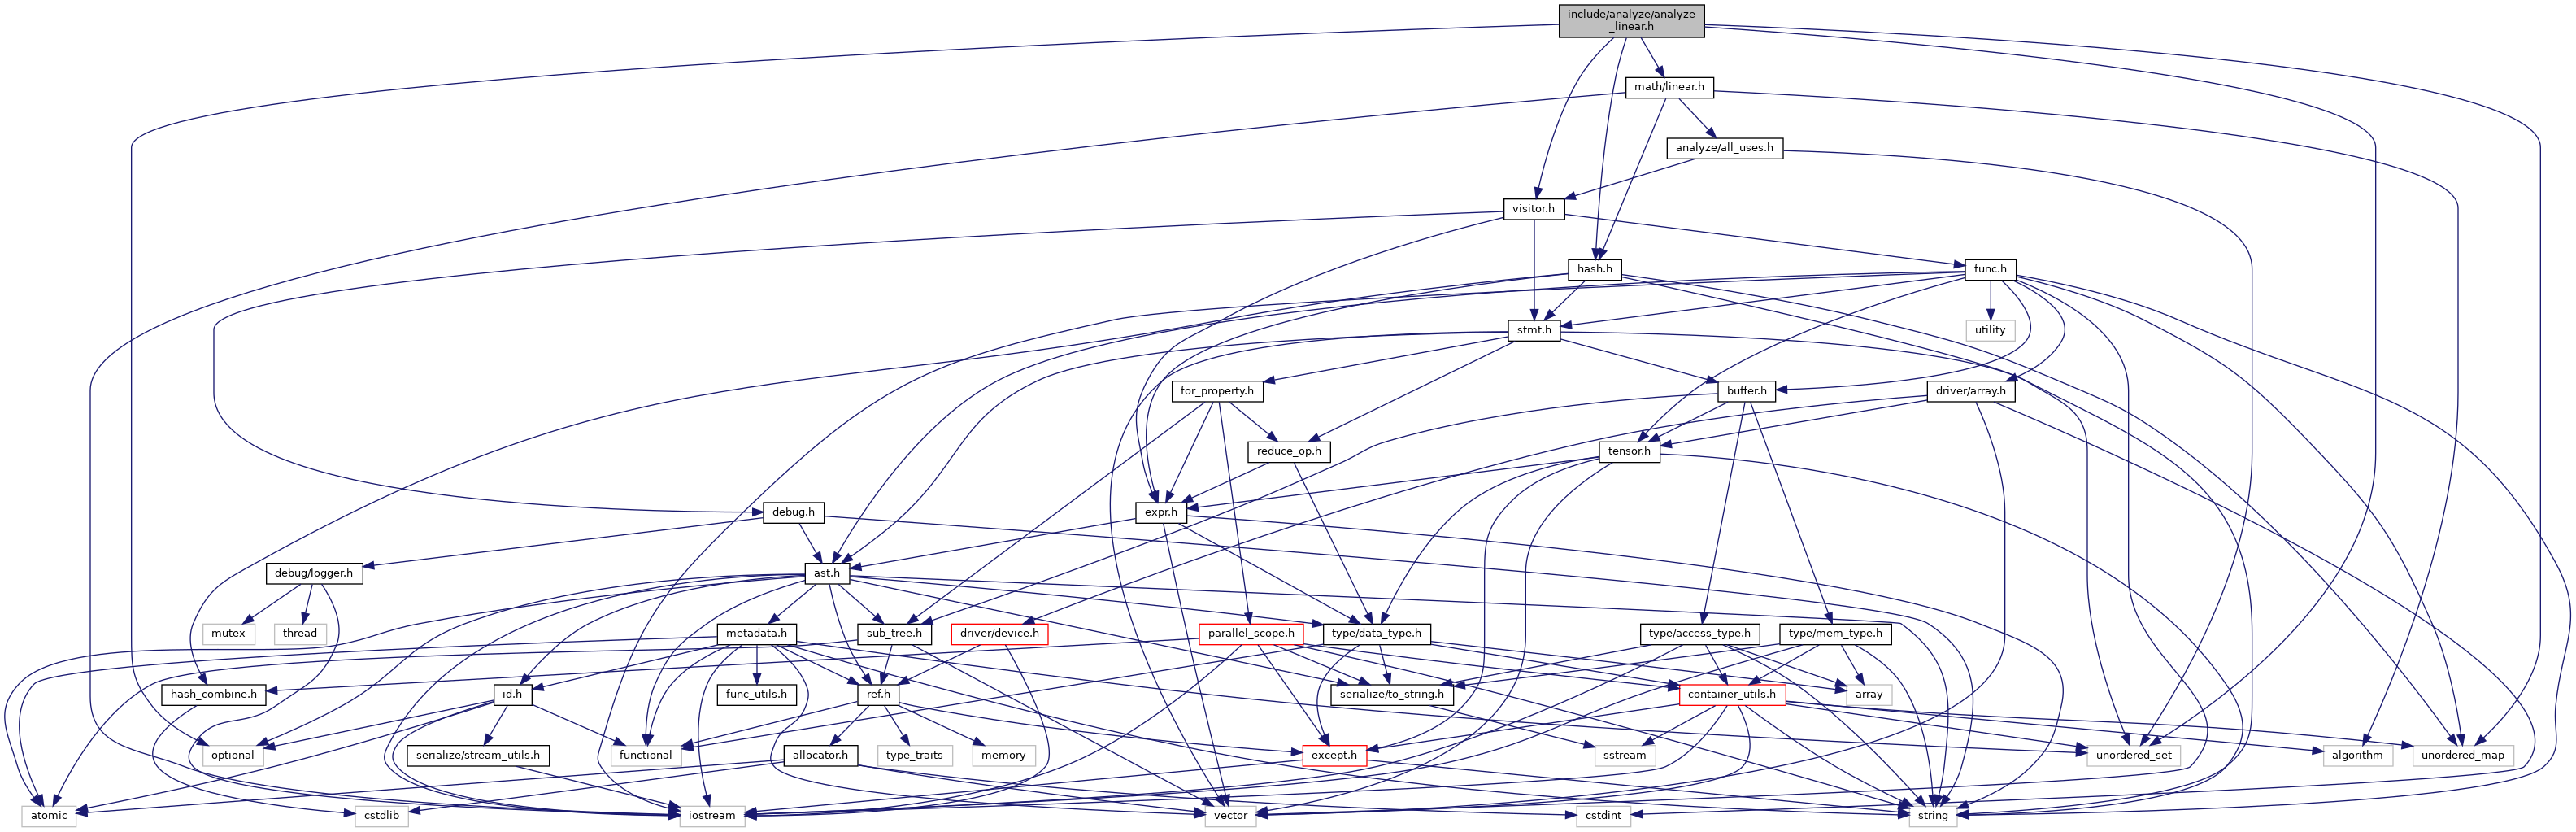 include/analyze/analyze
_linear.h
math/linear.h
analyze/all_uses.h
visitor.h
hash.h
func.h
stmt.h
utility
for_property.h
buffer.h
driver/array.h
reduce_op.h
tensor.h
debug.h
expr.h
debug/logger.h
ast.h
mutex
thread
metadata.h
sub_tree.h
driver/device.h
parallel_scope.h
type/data_type.h
type/access_type.h
type/mem_type.h
hash_combine.h
id.h
func_utils.h
ref.h
serialize/to_string.h
container_utils.h
array
optional
serialize/stream_utils.h
functional
allocator.h
type_traits
memory
except.h
sstream
unordered_set
algorithm
unordered_map
atomic
cstdlib
iostream
vector
cstdint
string